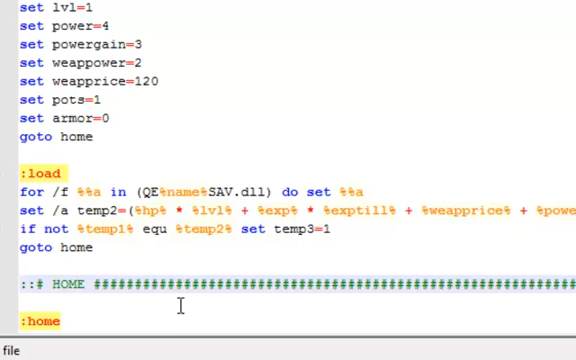 set lvl=1
set power=4
set powergain=3
set weappower=2
set weapprice=120
set pots=1
set armor=0
goto home
:load
for /f %%a in (QE%name%SAV.dll) do set %%a
set /a temp2=(%hp% * %lvl% + %exp% * %exptill% + %weapprice% + %powe
if not %temp1% equ %temp2% set temp3=1
goto home
::# HOME ###########################################################
:home
file